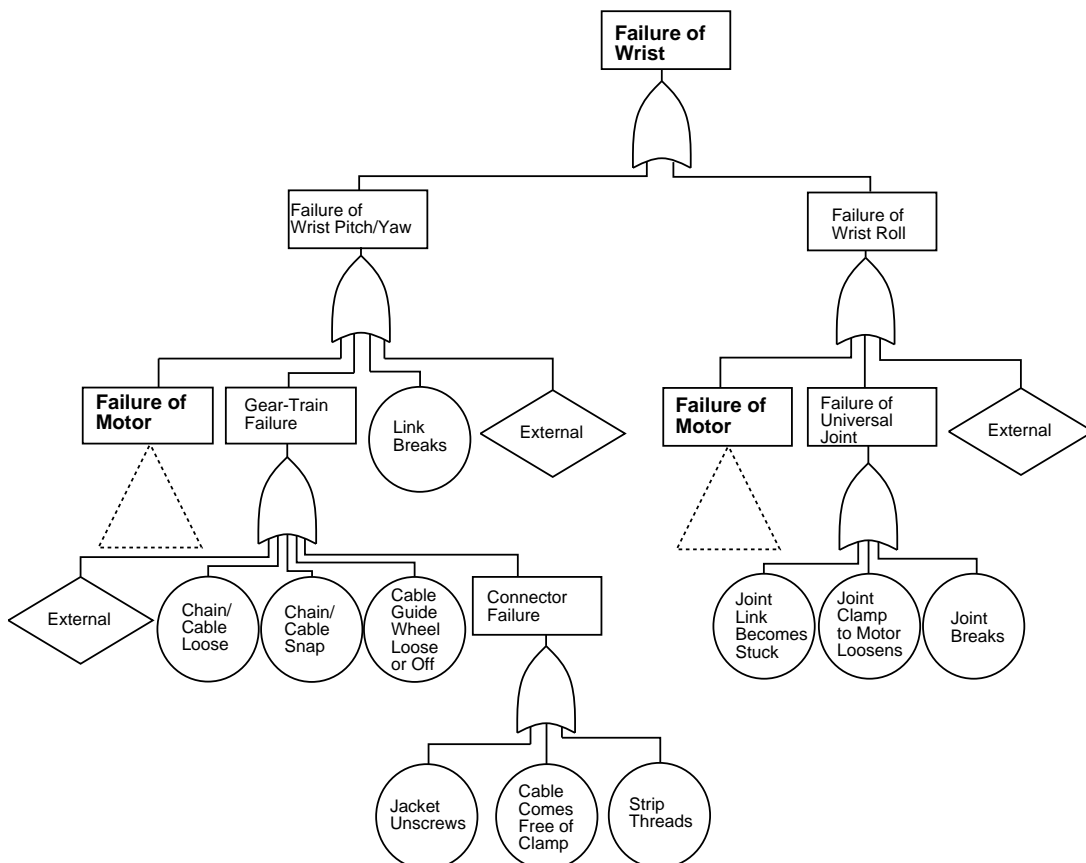 Failure of
Wrist
Failure of
Wrist Pitch/Yaw
Failure of
Wrist Roll
Failure of
Motor
Gear-Train
Failure
Link
Breaks
External
Failure of
Motor
Failure of
Universal
Joint
External
External
Chain/
Cable
Loose
Chain/
Cable
Snap
Cable
Guide
Wheel
Loose
or Off
Connector
Failure
Joint
Link
Becomes
Stuck
Joint
Clamp
to Motor
Loosens
Joint
Breaks
Jacket
Unscrews
Cable
Comes
Free of
Clamp
Strip
Threads